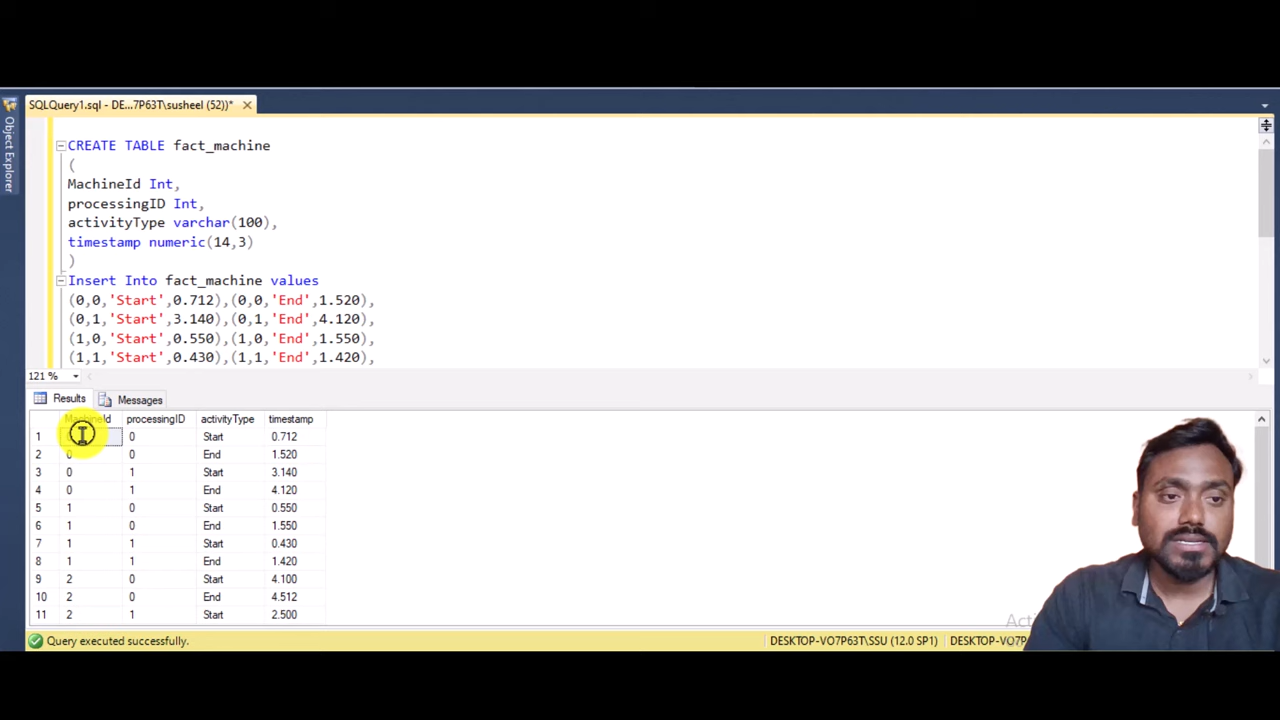 SQLQuery1.sql - DE...7P63T\susheel (52))*
Object Explorer
CREATE TABLE fact_machine
(
MachineId Int,
processingID Int,
activityType varchar(100),
timestamp numeric(14,3)
)
Insert Into fact_machine values
(0,0,'Start',0.712),(0,0,'End',1.520),
(0,1,'Start',3.140),(0,1,'End',4.120),
(1,0,'Start',0.550),(1,0,'End',1.550),
(1,1,'Start',0.430),(1,1,'End',1.420),
121 %
Results Messages
MachineId processingID activityType timestamp
1 0 Start 0.712
2 0 0 End 1.520
3 0 1 Start 3.140
4 0 1 End 4.120
5 1 0 Start 0.550
6 1 0 End 1.550
7 1 1 Start 0.430
8 1 1 End 1.420
9 2 0 Start 4.100
10 2 0 End 4.512
11 2 1 Start 2.500
Query executed successfully.
DESKTOP-VO7P63T\SSU (12.0 SP1) DESKTOP-VO7P